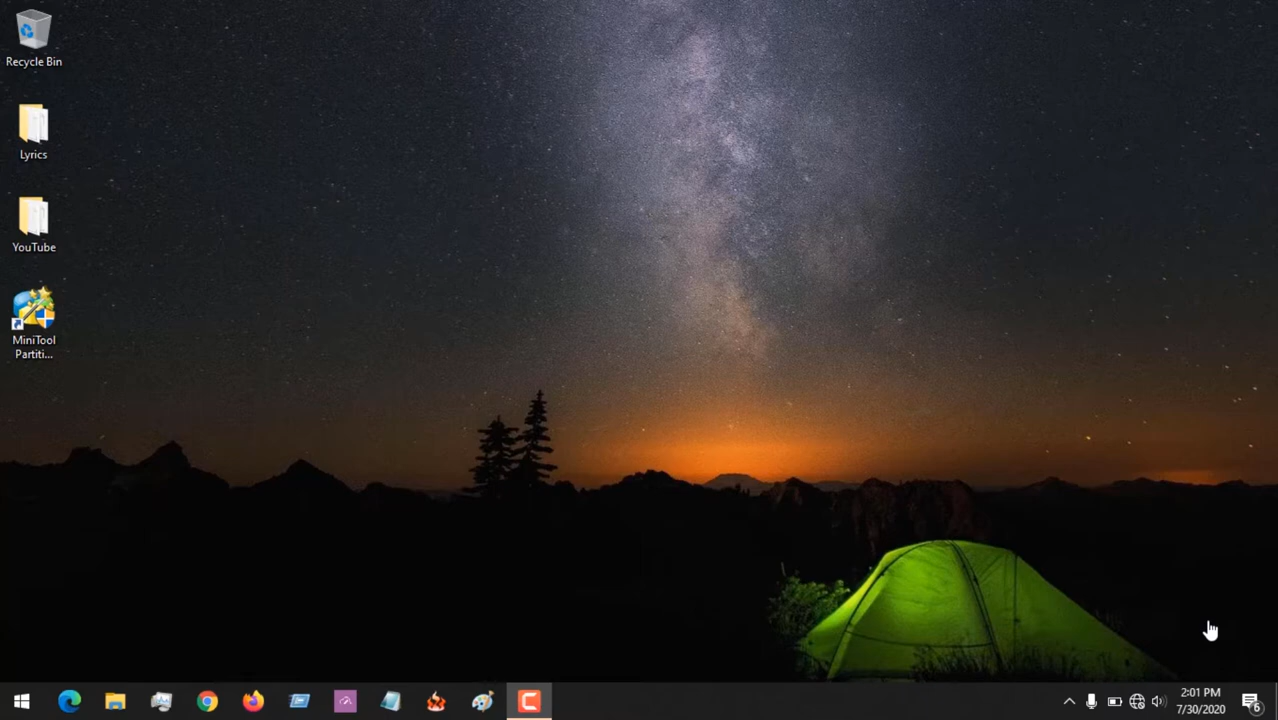 Recycle Bin
Lyrics
YouTube
MiniTool
Partiti...
2:01 PM
7/30/2020
6